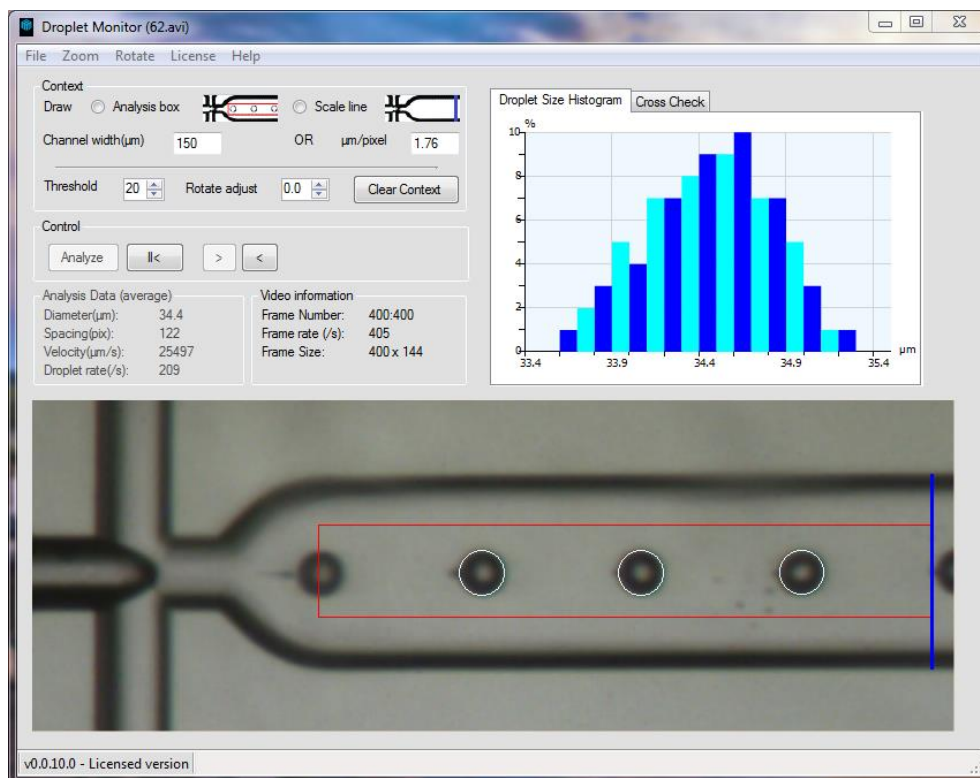 Droplet Monitor (62.avi)
File Zoom Rotate License Help
Context
Draw Analysis box Scale line
Channel width(µm) 150 OR µm/pixel 1.76
Threshold 20 Rotate adjust 0.0 Clear Context
Control
Analyze II< > <
Analysis Data (average)
Diameter(µm): 34.4
Spacing(pix): 122
Velocity(µm/s): 25497
Droplet rate(/s): 209
Video information
Frame Number: 400:400
Frame rate (/s): 405
Frame Size: 400 x 144
Droplet Size Histogram Cross Check
%
10
8
6
4
2
0
33.4 33.9 34.4 34.9 35.4 µm
v0.0.10.0 - Licensed version